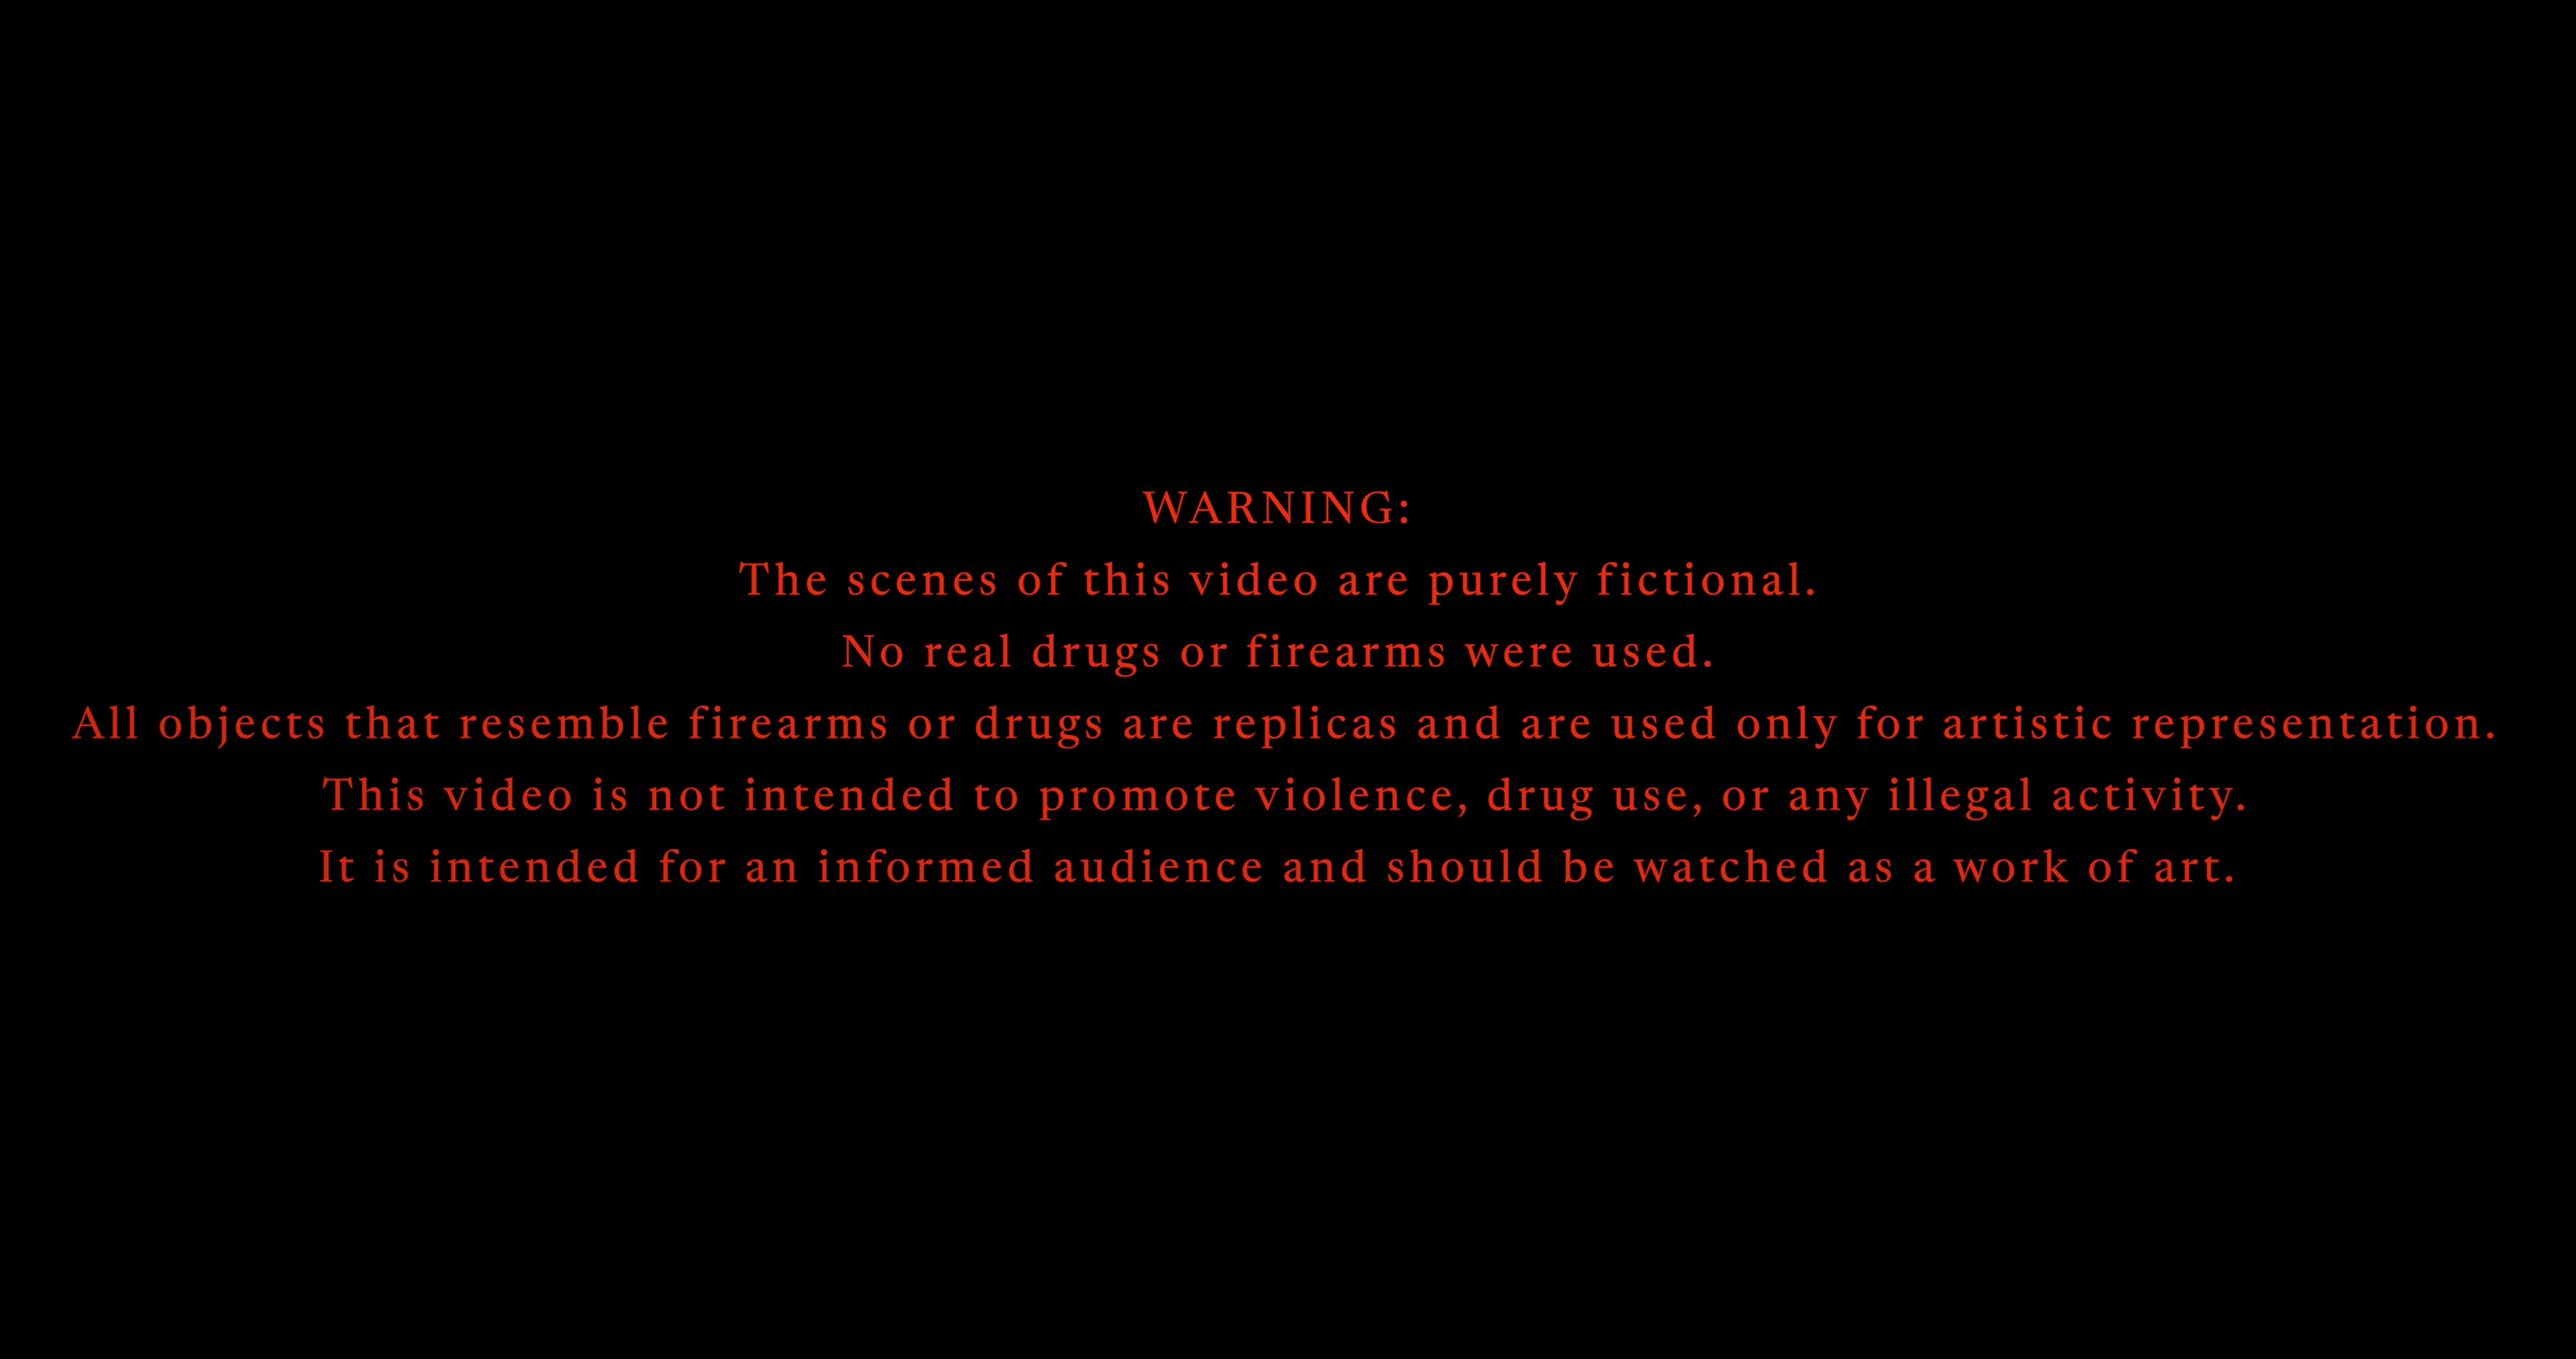 WARNING:
The scenes of this video are purely fictional.
No real drugs or firearms were used.
All objects that resemble firearms or drugs are replicas and are used only for artistic representation.
This video is not intended to promote violence, drug use, or any illegal activity.
It is intended for an informed audience and should be watched as a work of art.